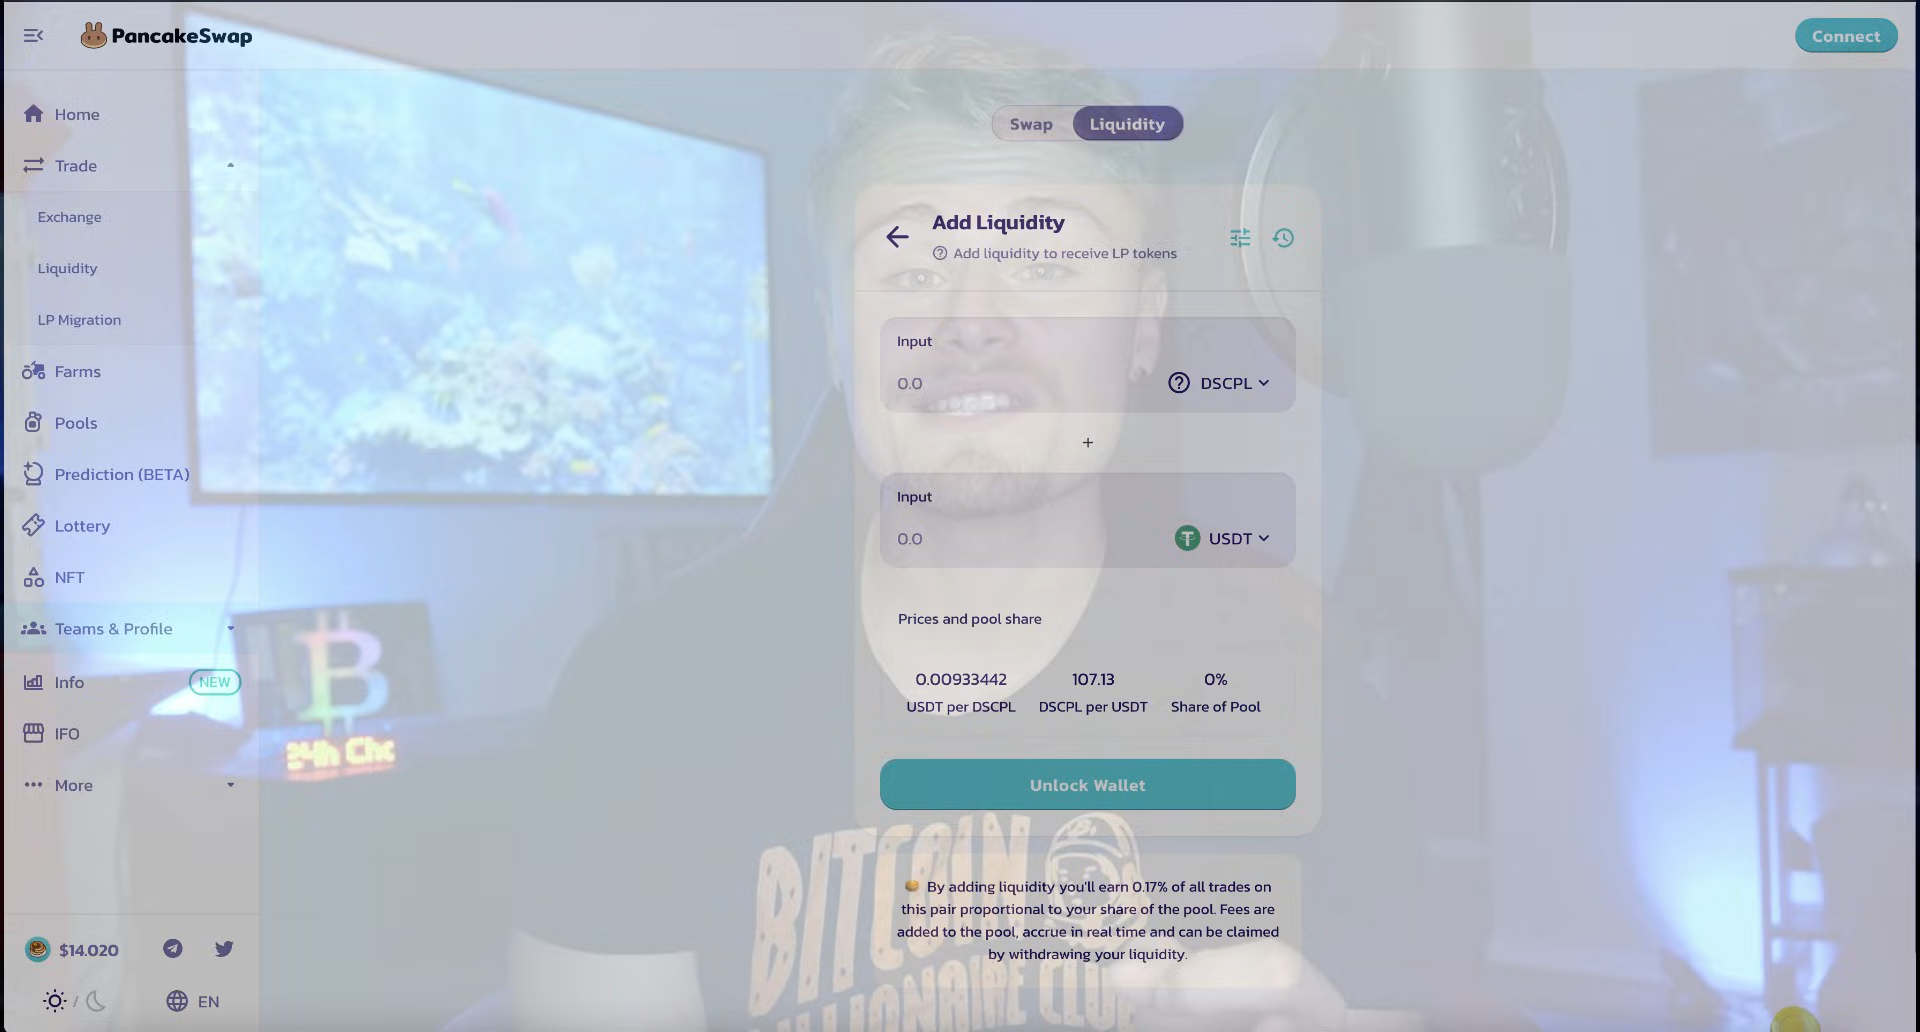 PancakeSwap
Connect
Home
Trade
Exchange
Liquidity
LP Migration
Farms
Pools
Prediction (BETA)
Lottery
NFT
Teams & Profile
Info
NEW
IFO
More
$14.020
EN
Swap
Liquidity
Add Liquidity
Add liquidity to receive LP tokens
Input
0.0
DSCPL
+
Input
0.0
USDT
Prices and pool share
0.00933442
107.13
0%
USDT per DSCPL
DSCPL per USDT
Share of Pool
Unlock Wallet
By adding liquidity you'll earn 0.17% of all trades on
this pair proportional to your share of the pool. Fees are
added to the pool, accrue in real time and can be claimed
by withdrawing your liquidity.
24h
BITCOIN
MILLIONAIRE CLUB